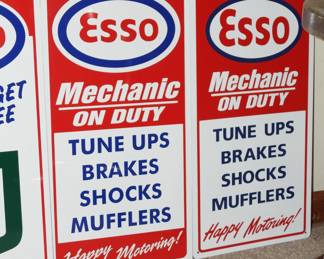 Esso
Mechanic
ON DUTY
TUNE UPS
BRAKES
SHOCKS
MUFFLERS
Happy Motoring!
Esso
Mechanic
ON DUTY
TUNE UPS
BRAKES
SHOCKS
MUFFLERS
Happy Motoring!